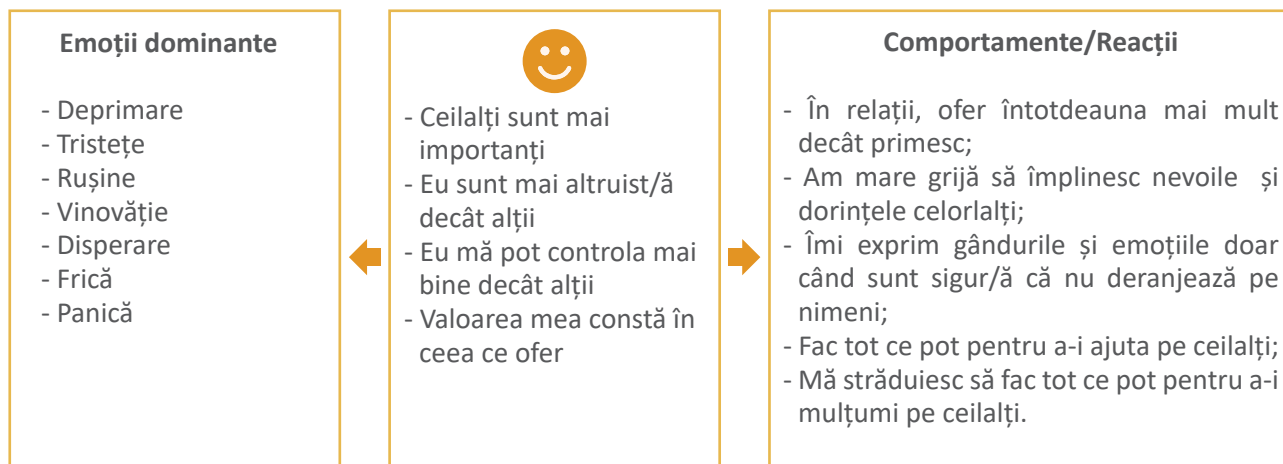 Emoții dominante
- Deprimare
- Tristețe
- Rușine
- Vinovăție
- Disperare
- Frică
- Panică
- Ceilalți sunt mai
importanți
- Eu sunt mai altruist/ă
decât alții
- Eu mă pot controla mai
bine decât alții
- Valoarea mea constă în
ceea ce ofer
Comportamente/Reacții
- În relații, ofer întotdeauna mai mult
decât primesc;
- Am mare grijă să împlinesc nevoile și
dorințele celorlalți;
- Îmi exprim gândurile și emoțiile doar
când sunt sigur/ă că nu deranjează pe
nimeni;
- Fac tot ce pot pentru a-i ajuta pe ceilalți;
- Mă străduiesc să fac tot ce pot pentru a-i
mulțumi pe ceilalți.